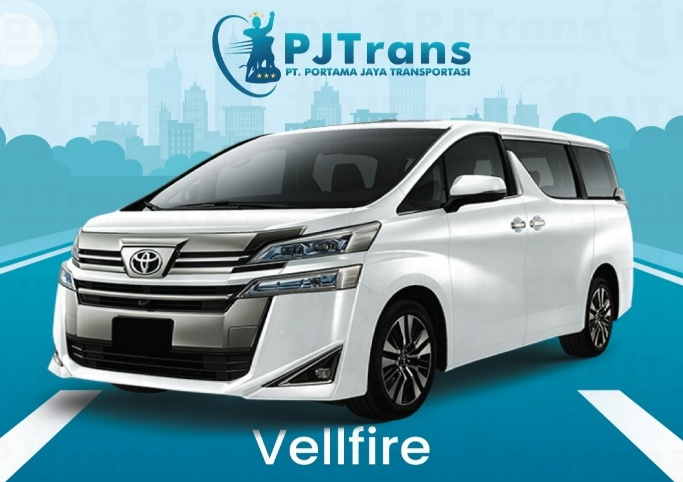 PJTrans
PT. PORTAMA JAYA TRANSPORTASI
Vellfire